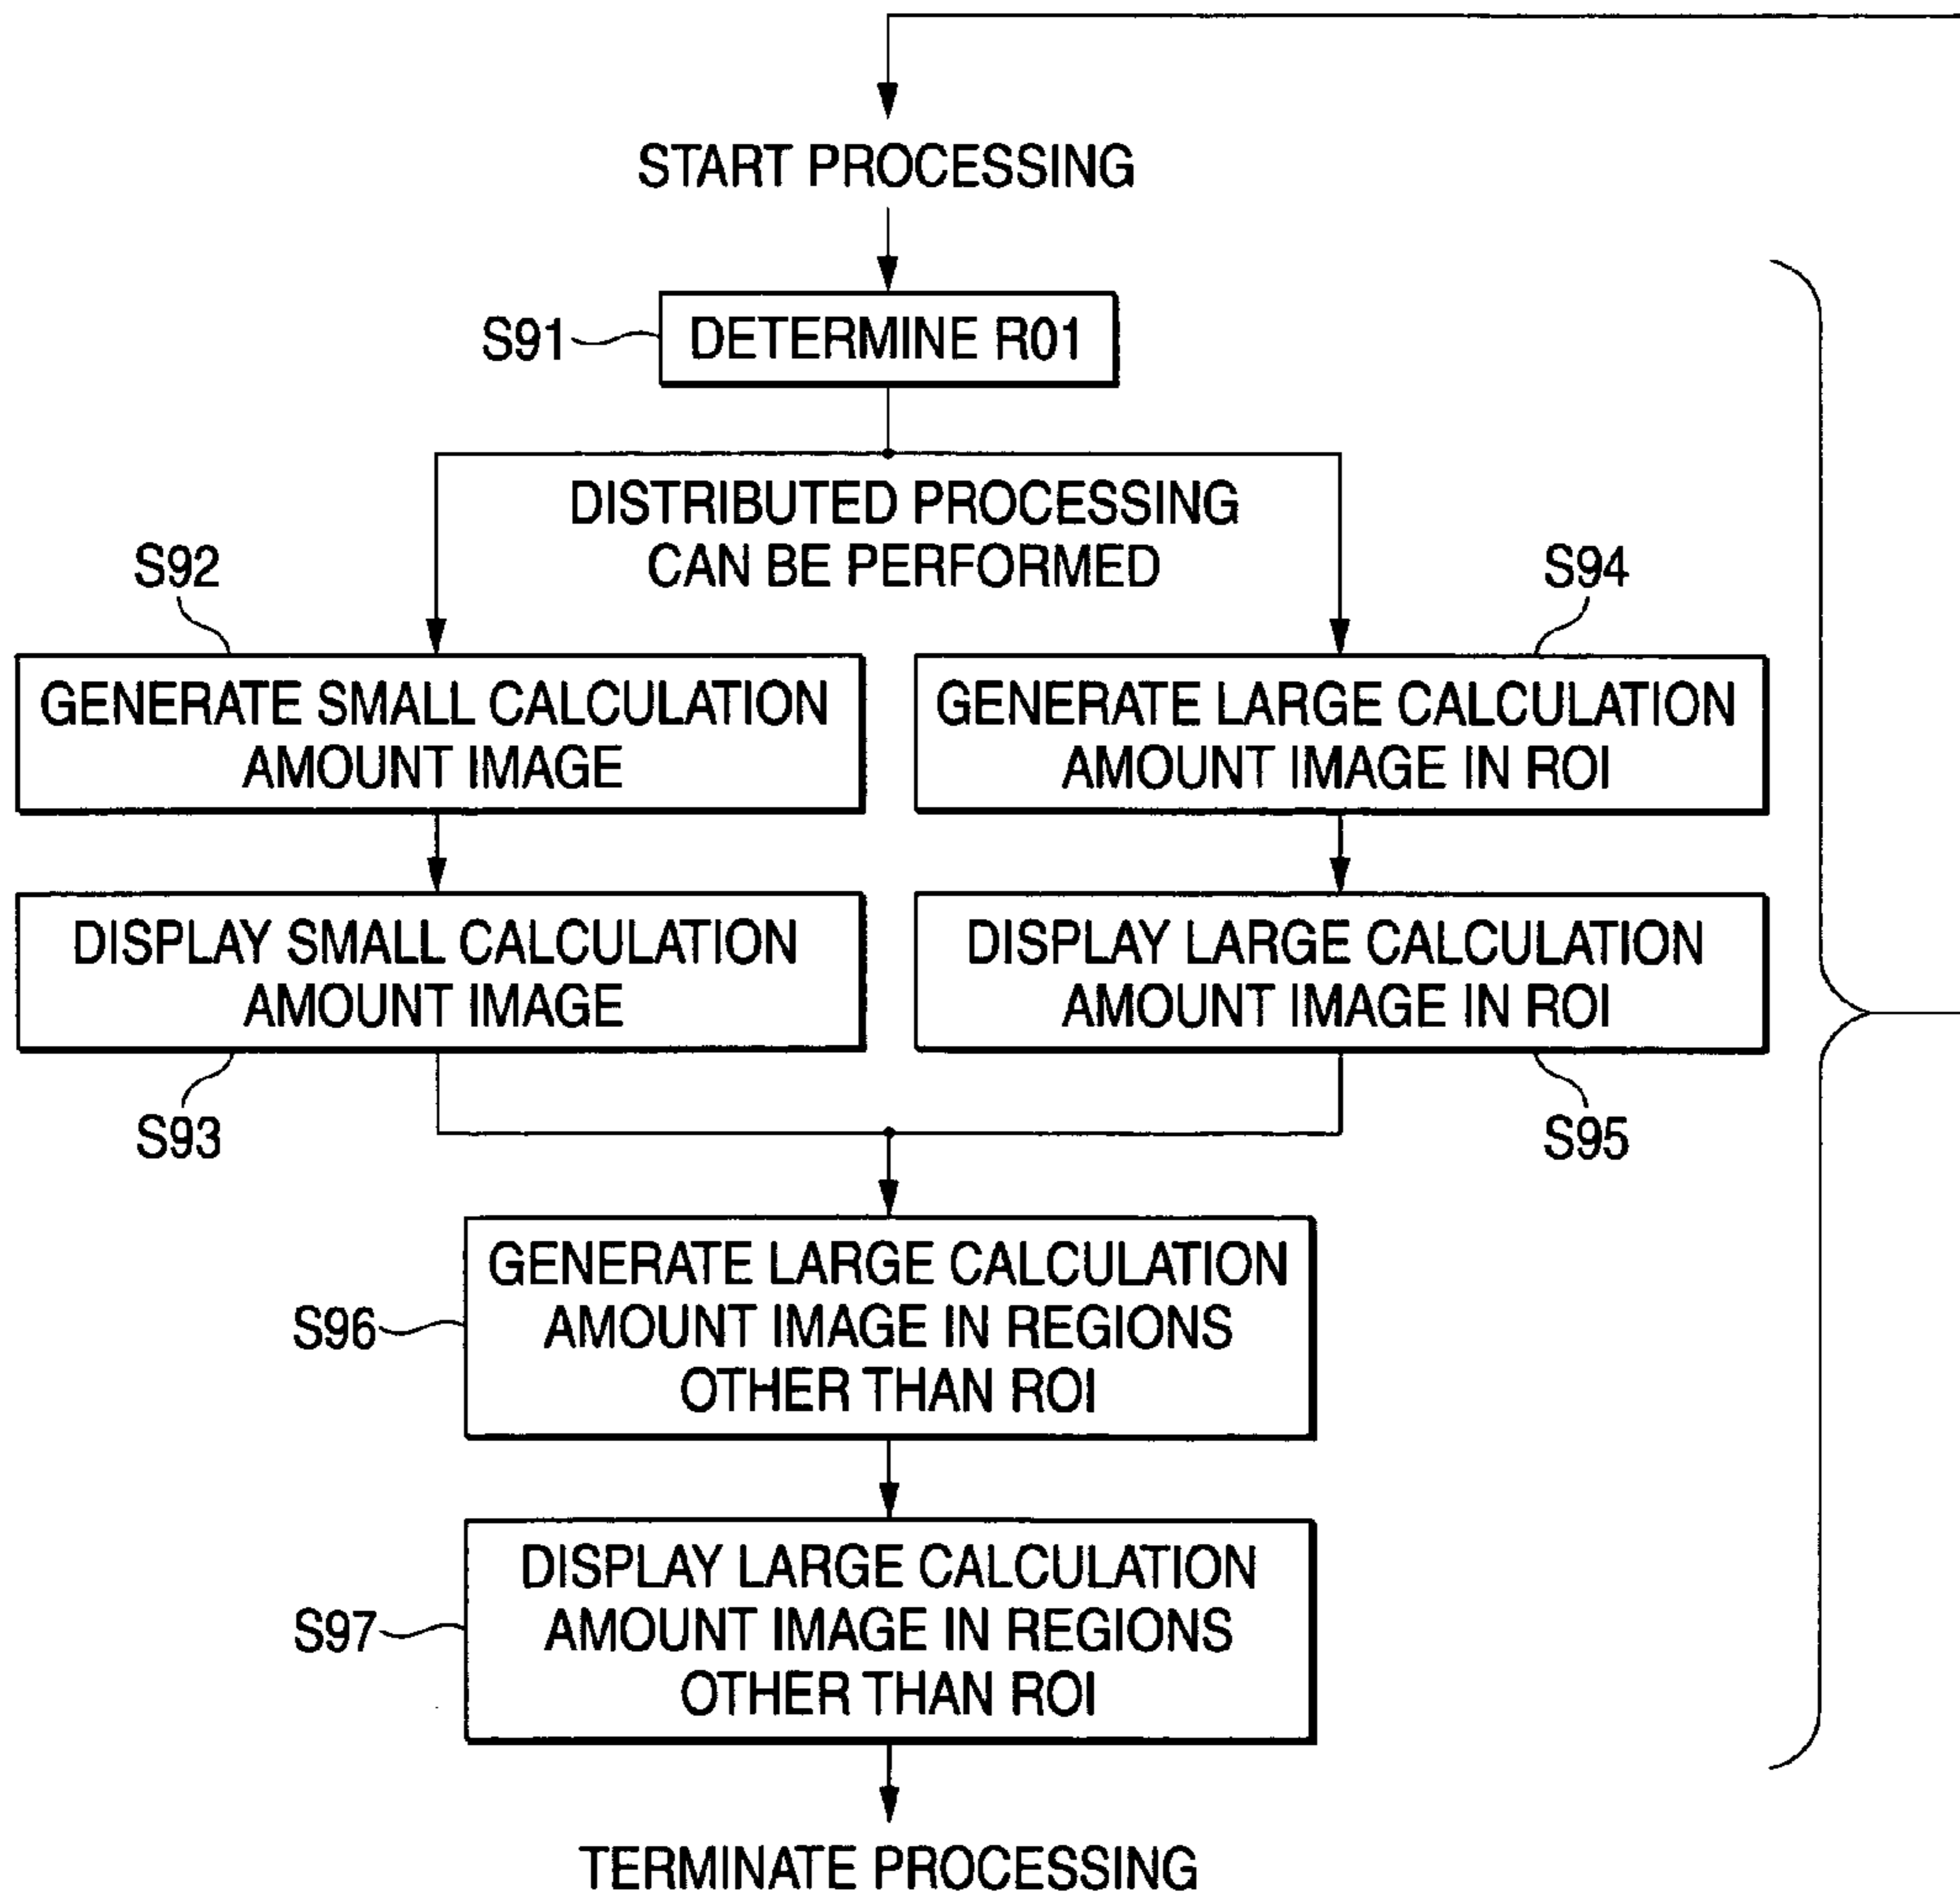 START PROCESSING
S91
DETERMINE R01
DISTRIBUTED PROCESSING
CAN BE PERFORMED
S92
S94
GENERATE SMALL CALCULATION
AMOUNT IMAGE
GENERATE LARGE CALCULATION
AMOUNT IMAGE IN ROI
DISPLAY SMALL CALCULATION
AMOUNT IMAGE
DISPLAY LARGE CALCULATION
AMOUNT IMAGE IN ROI
S93
S95
S96
GENERATE LARGE CALCULATION
AMOUNT IMAGE IN REGIONS
OTHER THAN ROI
S97
DISPLAY LARGE CALCULATION
AMOUNT IMAGE IN REGIONS
OTHER THAN ROI
TERMINATE PROCESSING